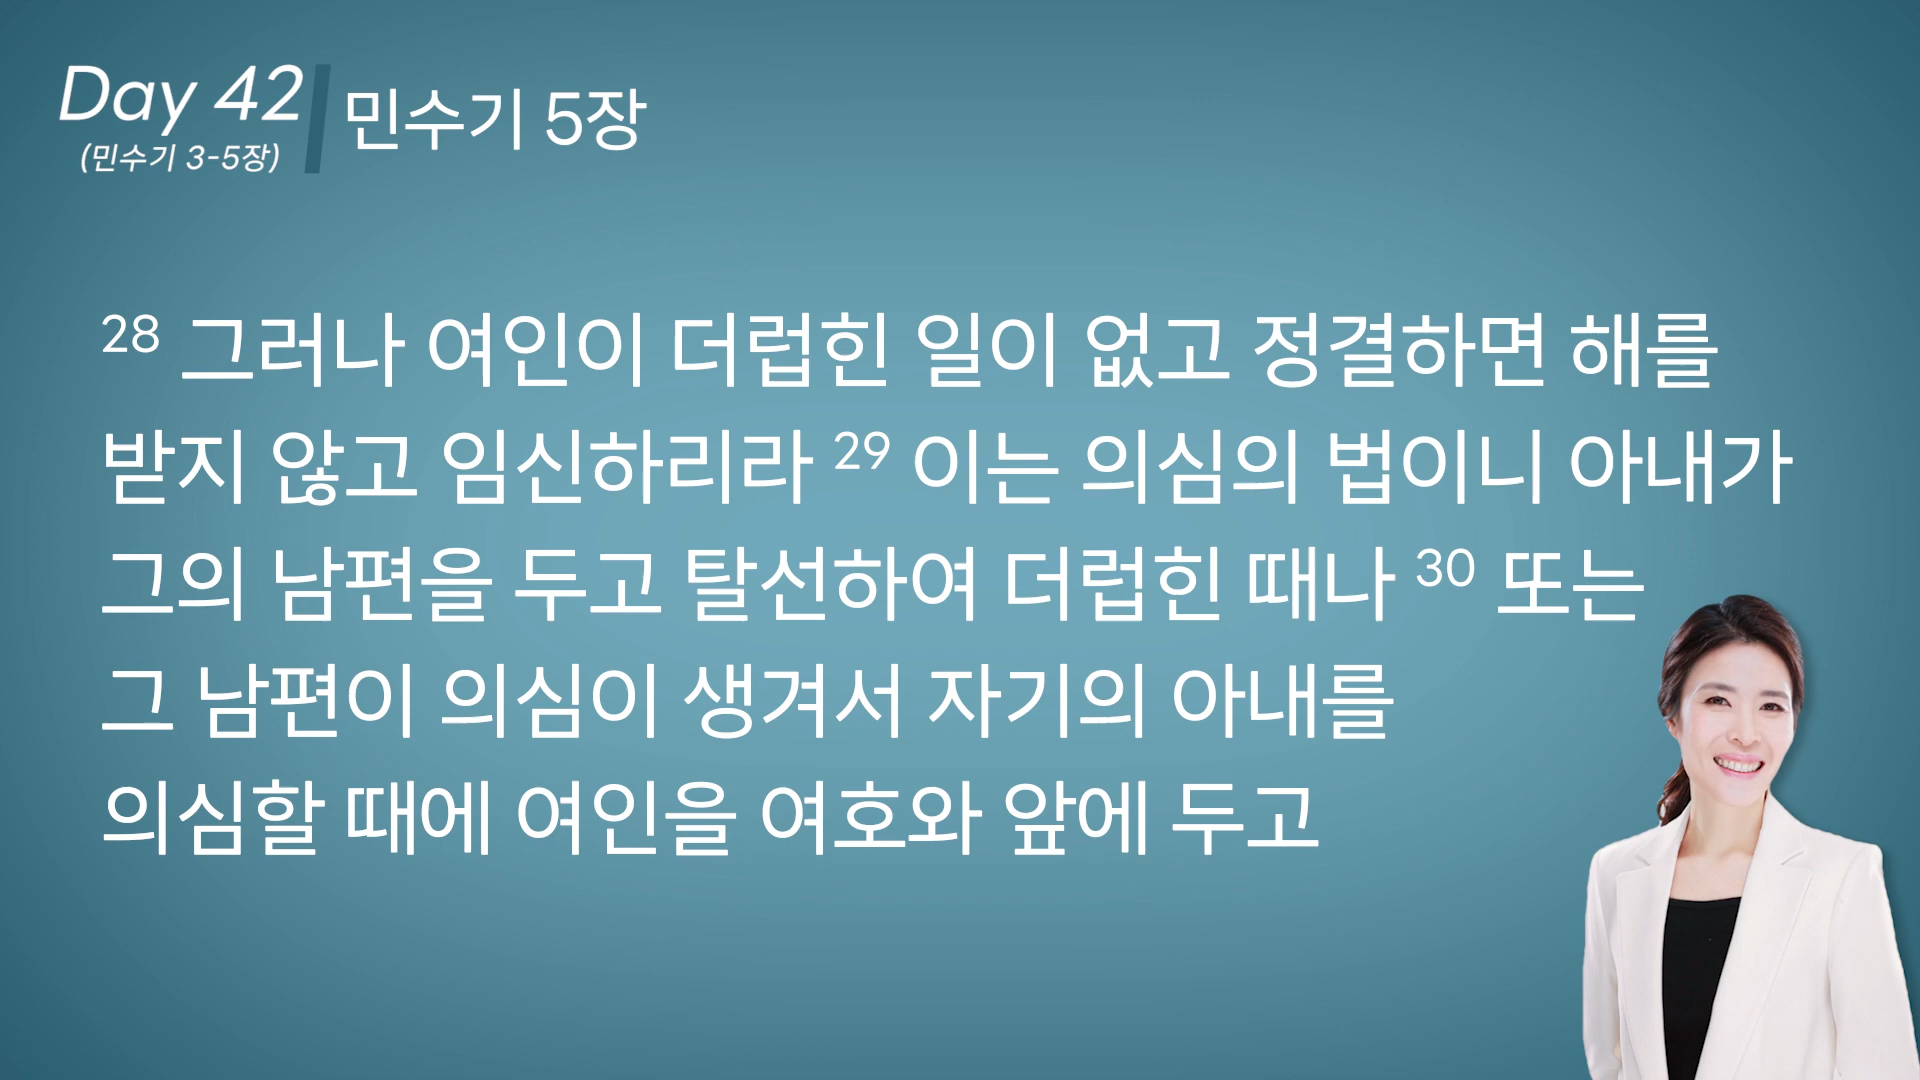 Day 42
(민수기 3-5장)
민수기 5장
28 그러나 여인이 더럽힌 일이 없고 정결하면 해를
받지 않고 임신하리라 29 이는 의심의 법이니 아내가
그의 남편을 두고 탈선하여 더럽힌 때나 30 또는
그 남편이 의심이 생겨서 자기의 아내를
의심할 때에 여인을 여호와 앞에 두고